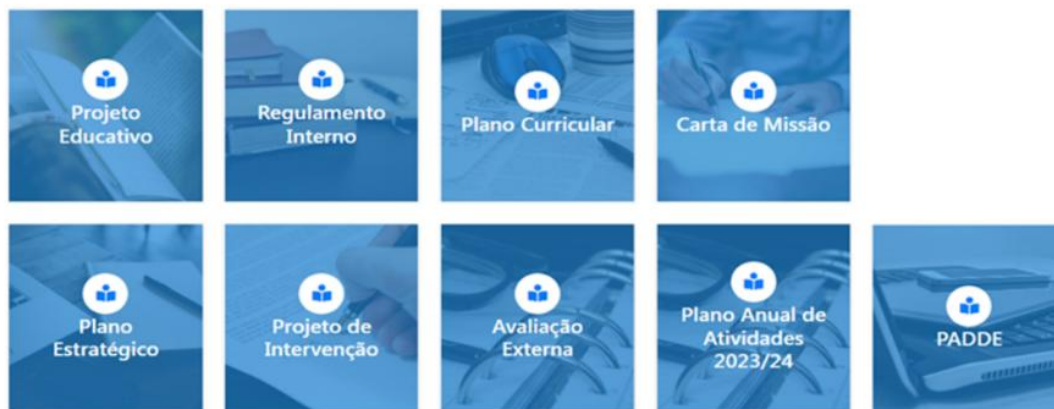 Projeto
Educativo
Regulamento
Interno
Plano Curricular
Carta de Missão
Plano
Estratégico
Projeto de
Intervenção
Avaliação
Externa
Plano Anual de
Atividades
2023/24
PADDE